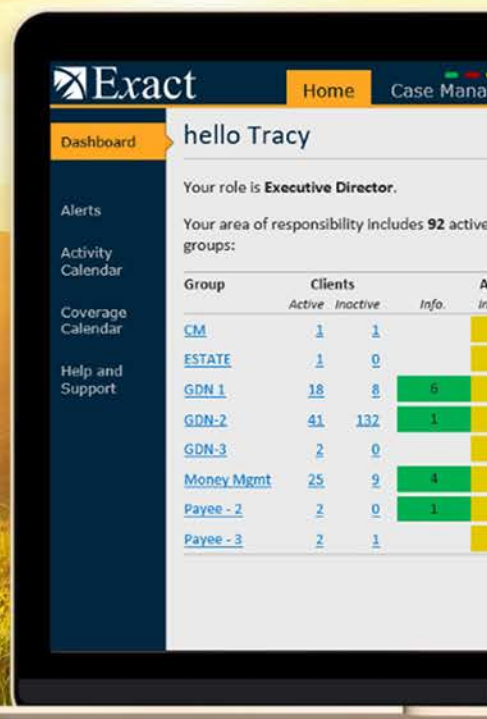 Exact
Home Case Mana
Dashboard
hello Tracy
Your role is Executive Director.
Alerts
Your area of responsibility includes 92 active
groups:
Activity
Calendar
Group Clients A
Active Inactive Info. In
Coverage
Calendar
CM 1 1
ESTATE 1 0
Help and
Support
GDN 1 18 8 6
GDN-2 41 132 1
GDN-3 2 0
Money Mgmt 25 9 4
Payee - 2 2 0 1
Payee - 3 2 1